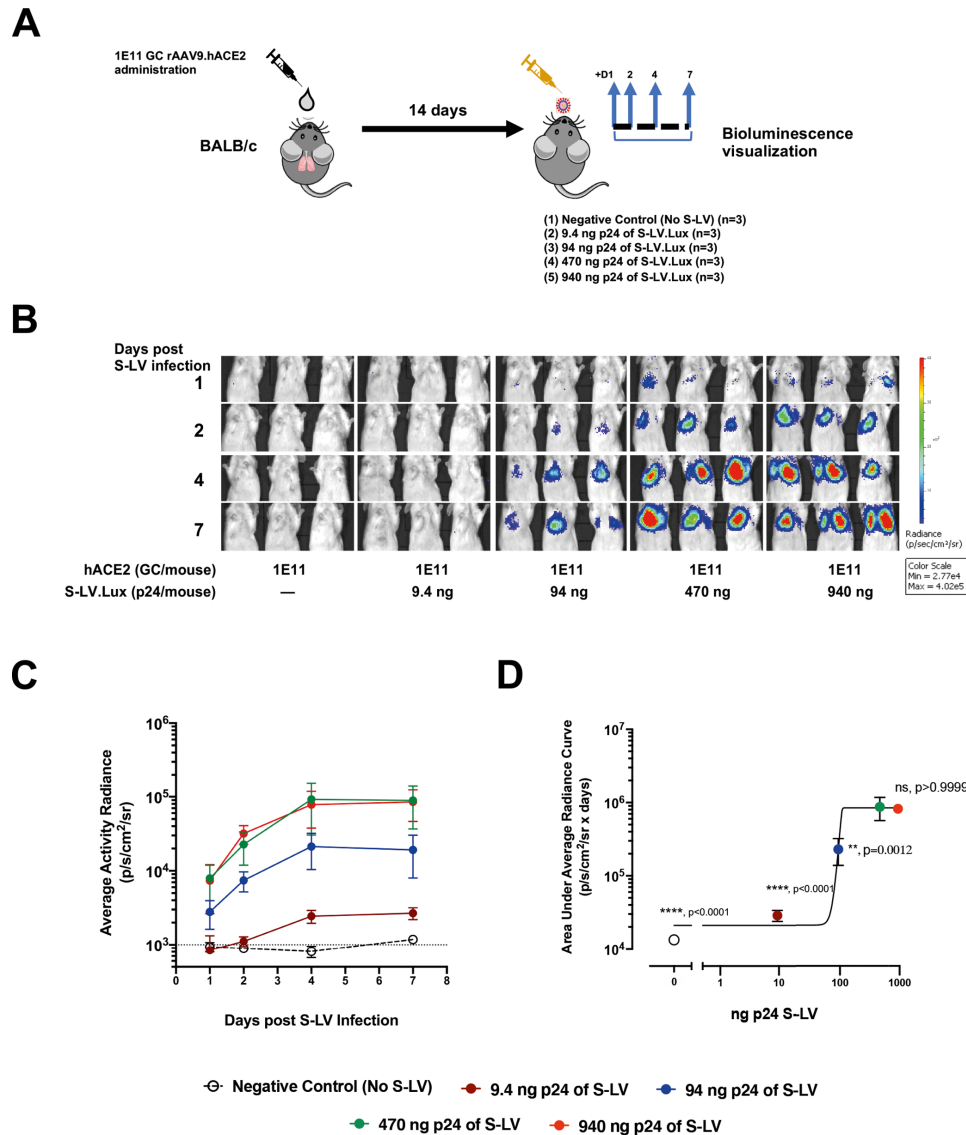 A
1E11 GC rAAV9.hACE2
administration
BALB/c
14 days
+D1 2 4 7
Bioluminescence
visualization
(1) Negative Control (No S-LV) (n=3)
(2) 9.4 ng p24 of S-LV.Lux (n=3)
(3) 94 ng p24 of S-LV.Lux (n=3)
(4) 470 ng p24 of S-LV.Lux (n=3)
(5) 940 ng p24 of S-LV.Lux (n=3)
B
Days post
S-LV infection
1
2
4
7
Radiance
(p/sec/cm²/sr)
Color Scale
Min = 2.77e4
Max = 4.02e5
hACE2 (GC/mouse) 1E11 1E11 1E11 1E11 1E11
S-LV.Lux (p24/mouse) — 9.4 ng 94 ng 470 ng 940 ng
C
Average Activity Radiance
(p/s/cm²/sr)
10⁶
10⁵
10⁴
10³
10²
0 1 2 3 4 5 6 7 8
Days post S-LV Infection
D
Area Under Average Radiance Curve
(p/s/cm²/sr x days)
10⁷
10⁶
10⁵
10⁴
ns, p>0.9999
**, p=0.0012
****, p<0.0001
****, p<0.0001
0 1 10 100 1000
ng p24 S-LV
Negative Control (No S-LV) 9.4 ng p24 of S-LV 94 ng p24 of S-LV
470 ng p24 of S-LV 940 ng p24 of S-LV